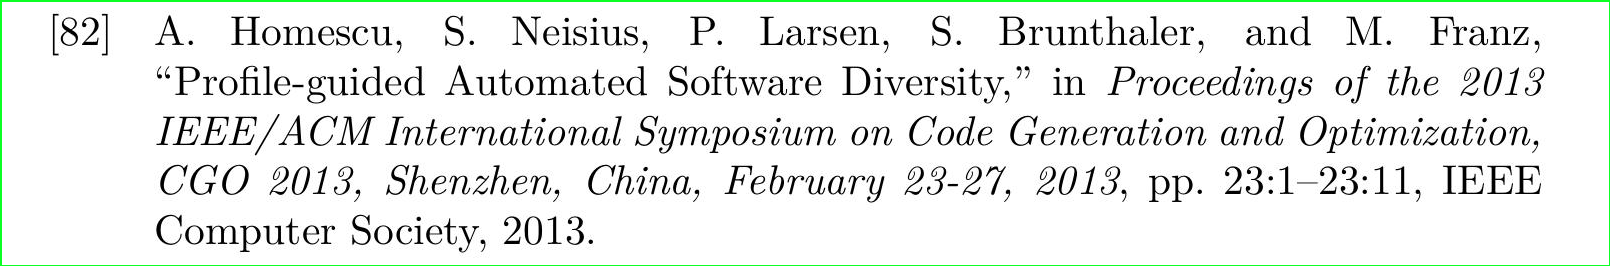 [82] A. Homescu, S. Neisius, P. Larsen, S. Brunthaler, and M. Franz,
“Profile-guided Automated Software Diversity,” in Proceedings of the 2013
IEEE/ACM International Symposium on Code Generation and Optimization,
CGO 2013, Shenzhen, China, February 23-27, 2013, pp. 23:1–23:11, IEEE
Computer Society, 2013.